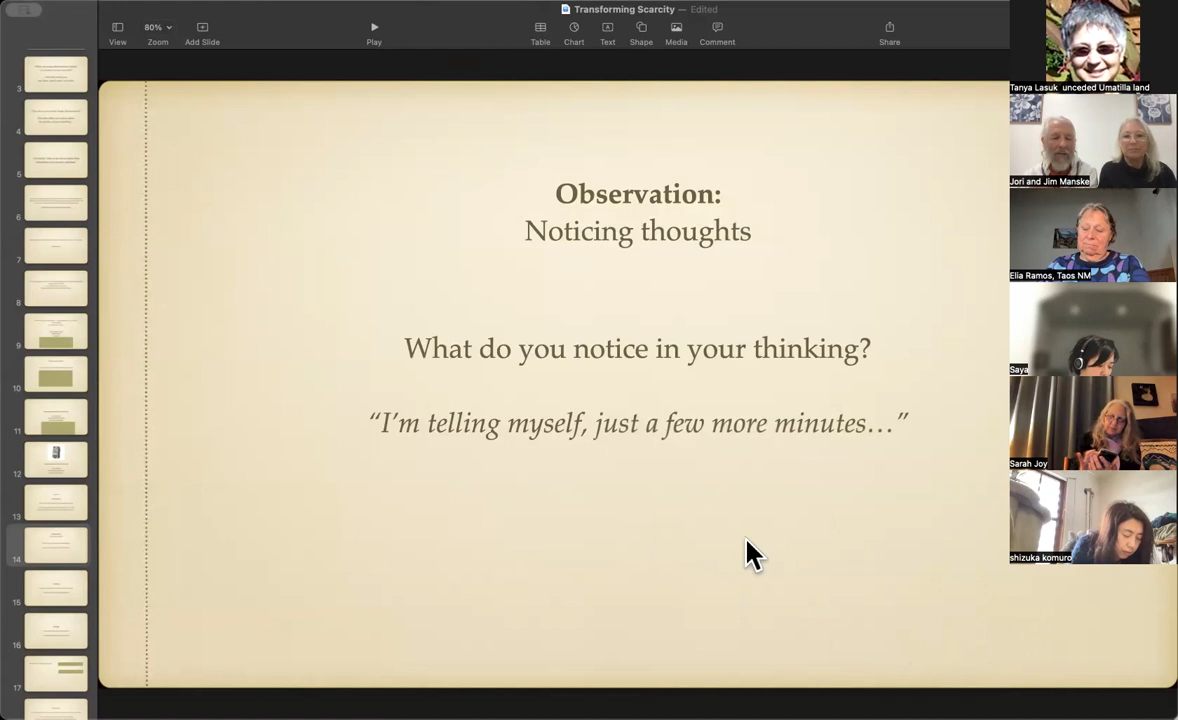 Transforming Scarcity — Edited
80%
View
Zoom
Add Slide
Play
Table
Chart
Text
Shape
Media
Comment
Share
3
4
5
6
7
8
9
10
11
12
13
14
15
16
17
Observation:
Noticing thoughts
What do you notice in your thinking?
“I’m telling myself, just a few more minutes…”
Tanya Lasuk unceded Umatilla land
Jori and Jim Manske
Elia Ramos, Taos NM
Saya
Sarah Joy
shizuka komuro